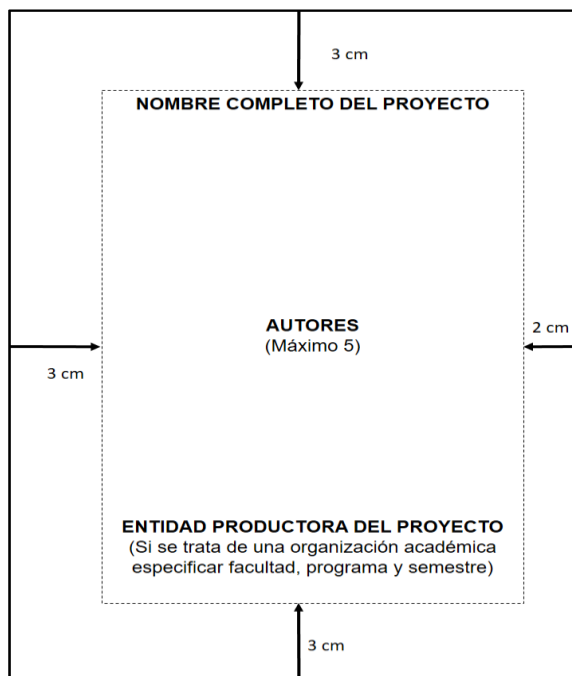 3 cm
NOMBRE COMPLETO DEL PROYECTO
AUTORES
(Máximo 5)
2 cm
3 cm
ENTIDAD PRODUCTORA DEL PROYECTO
(Si se trata de una organización académica
especificar facultad, programa y semestre)
3 cm